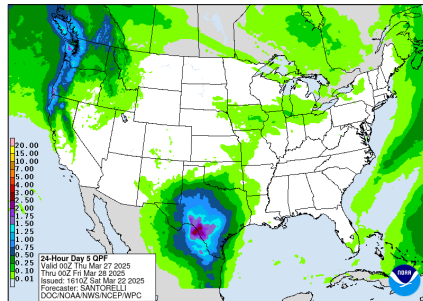 20.00
15.00
10.00
7.00
5.00
4.00
3.00
2.50
2.00
1.75
1.50
1.25
1.00
0.75
0.50
0.25
0.10
0.01
24-Hour Day 5 QPF
Valid 00Z Thu Mar 27 2025
Thru 00Z Fri Mar 28 2025
Issued: 1610Z Sat Mar 22 2025
Forecaster: SANTORELLI
DOC/NOAA/NWS/NCEP/WPC
NOAA